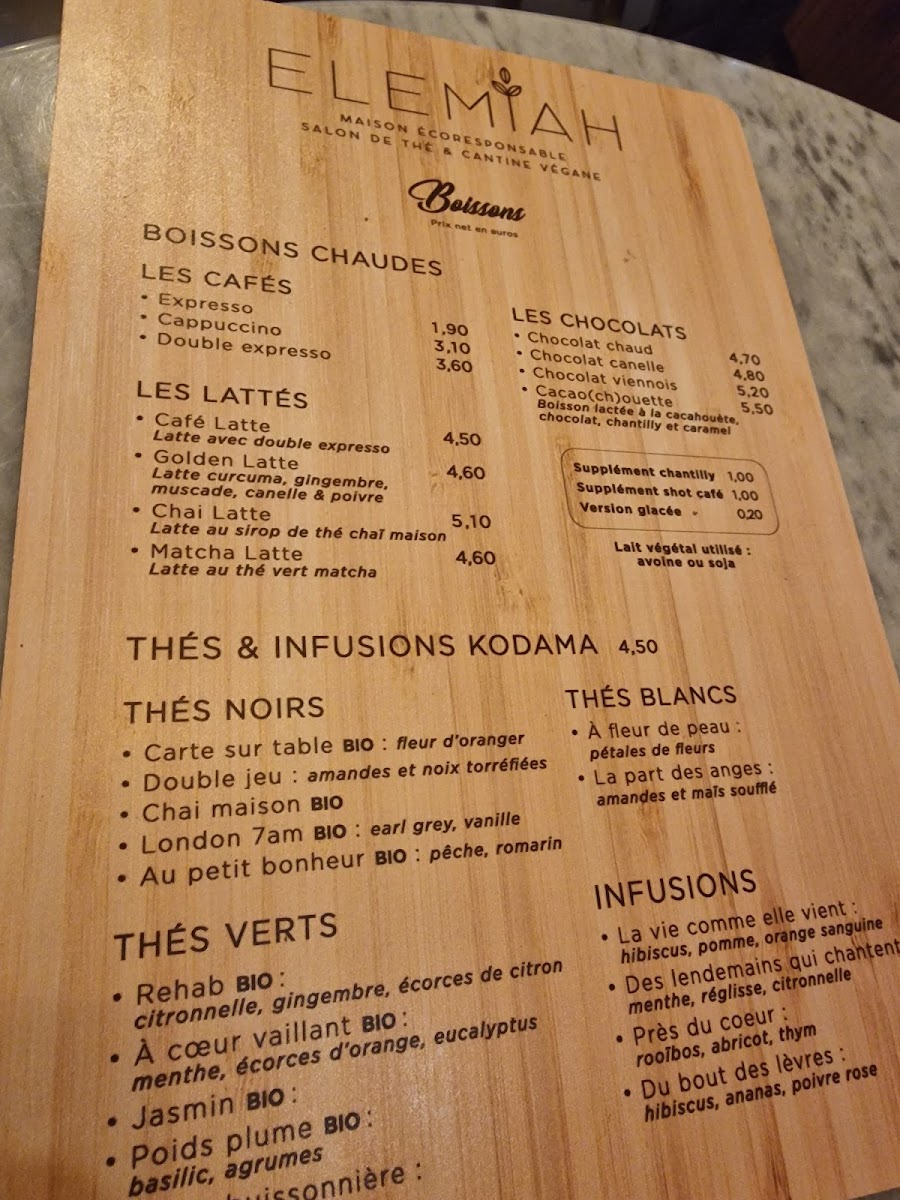 ELEMIAH
MAISON ÉCORESPONSABLE
SALON DE THÉ & CANTINE VÉGANE
Boissons
Prix net en euros
BOISSONS CHAUDES
LES CAFÉS
• Expresso 1,90
• Cappuccino 3,10
• Double expresso 3,60
LES LATTÉS
• Café Latte 4,50
Latte avec double expresso
• Golden Latte 4,60
Latte curcuma, gingembre,
muscade, canelle & poivre
• Chai Latte 5,10
Latte au sirop de thé chaï maison
• Matcha Latte 4,60
Latte au thé vert matcha
LES CHOCOLATS
• Chocolat chaud 4,70
• Chocolat canelle 4,80
• Chocolat viennois 5,20
• Cacao(ch)ouette 5,50
Boisson lactée à la cacahouète,
chocolat, chantilly et caramel
Supplément chantilly 1,00
Supplément shot café 1,00
Version glacée 0,20
Lait végétal utilisé :
avoine ou soja
THÉS & INFUSIONS KODAMA 4,50
THÉS NOIRS
• Carte sur table BIO : fleur d'oranger
• Double jeu : amandes et noix torréfiées
• Chai maison BIO
• London 7am BIO : earl grey, vanille
• Au petit bonheur BIO : pêche, romarin
THÉS VERTS
• Rehab BIO :
citronnelle, gingembre, écorces de citron
• À cœur vaillant BIO :
menthe, écorces d'orange, eucalyptus
• Jasmin BIO :
• Poids plume BIO :
basilic, agrumes
THÉS BLANCS
• À fleur de peau :
pétales de fleurs
• La part des anges :
amandes et maïs soufflé
INFUSIONS
• La vie comme elle vient :
hibiscus, pomme, orange sanguine
• Des lendemains qui chantent
menthe, réglisse, citronnelle
• Près du coeur :
rooïbos, abricot, thym
• Du bout des lèvres :
hibiscus, ananas, poivre rose